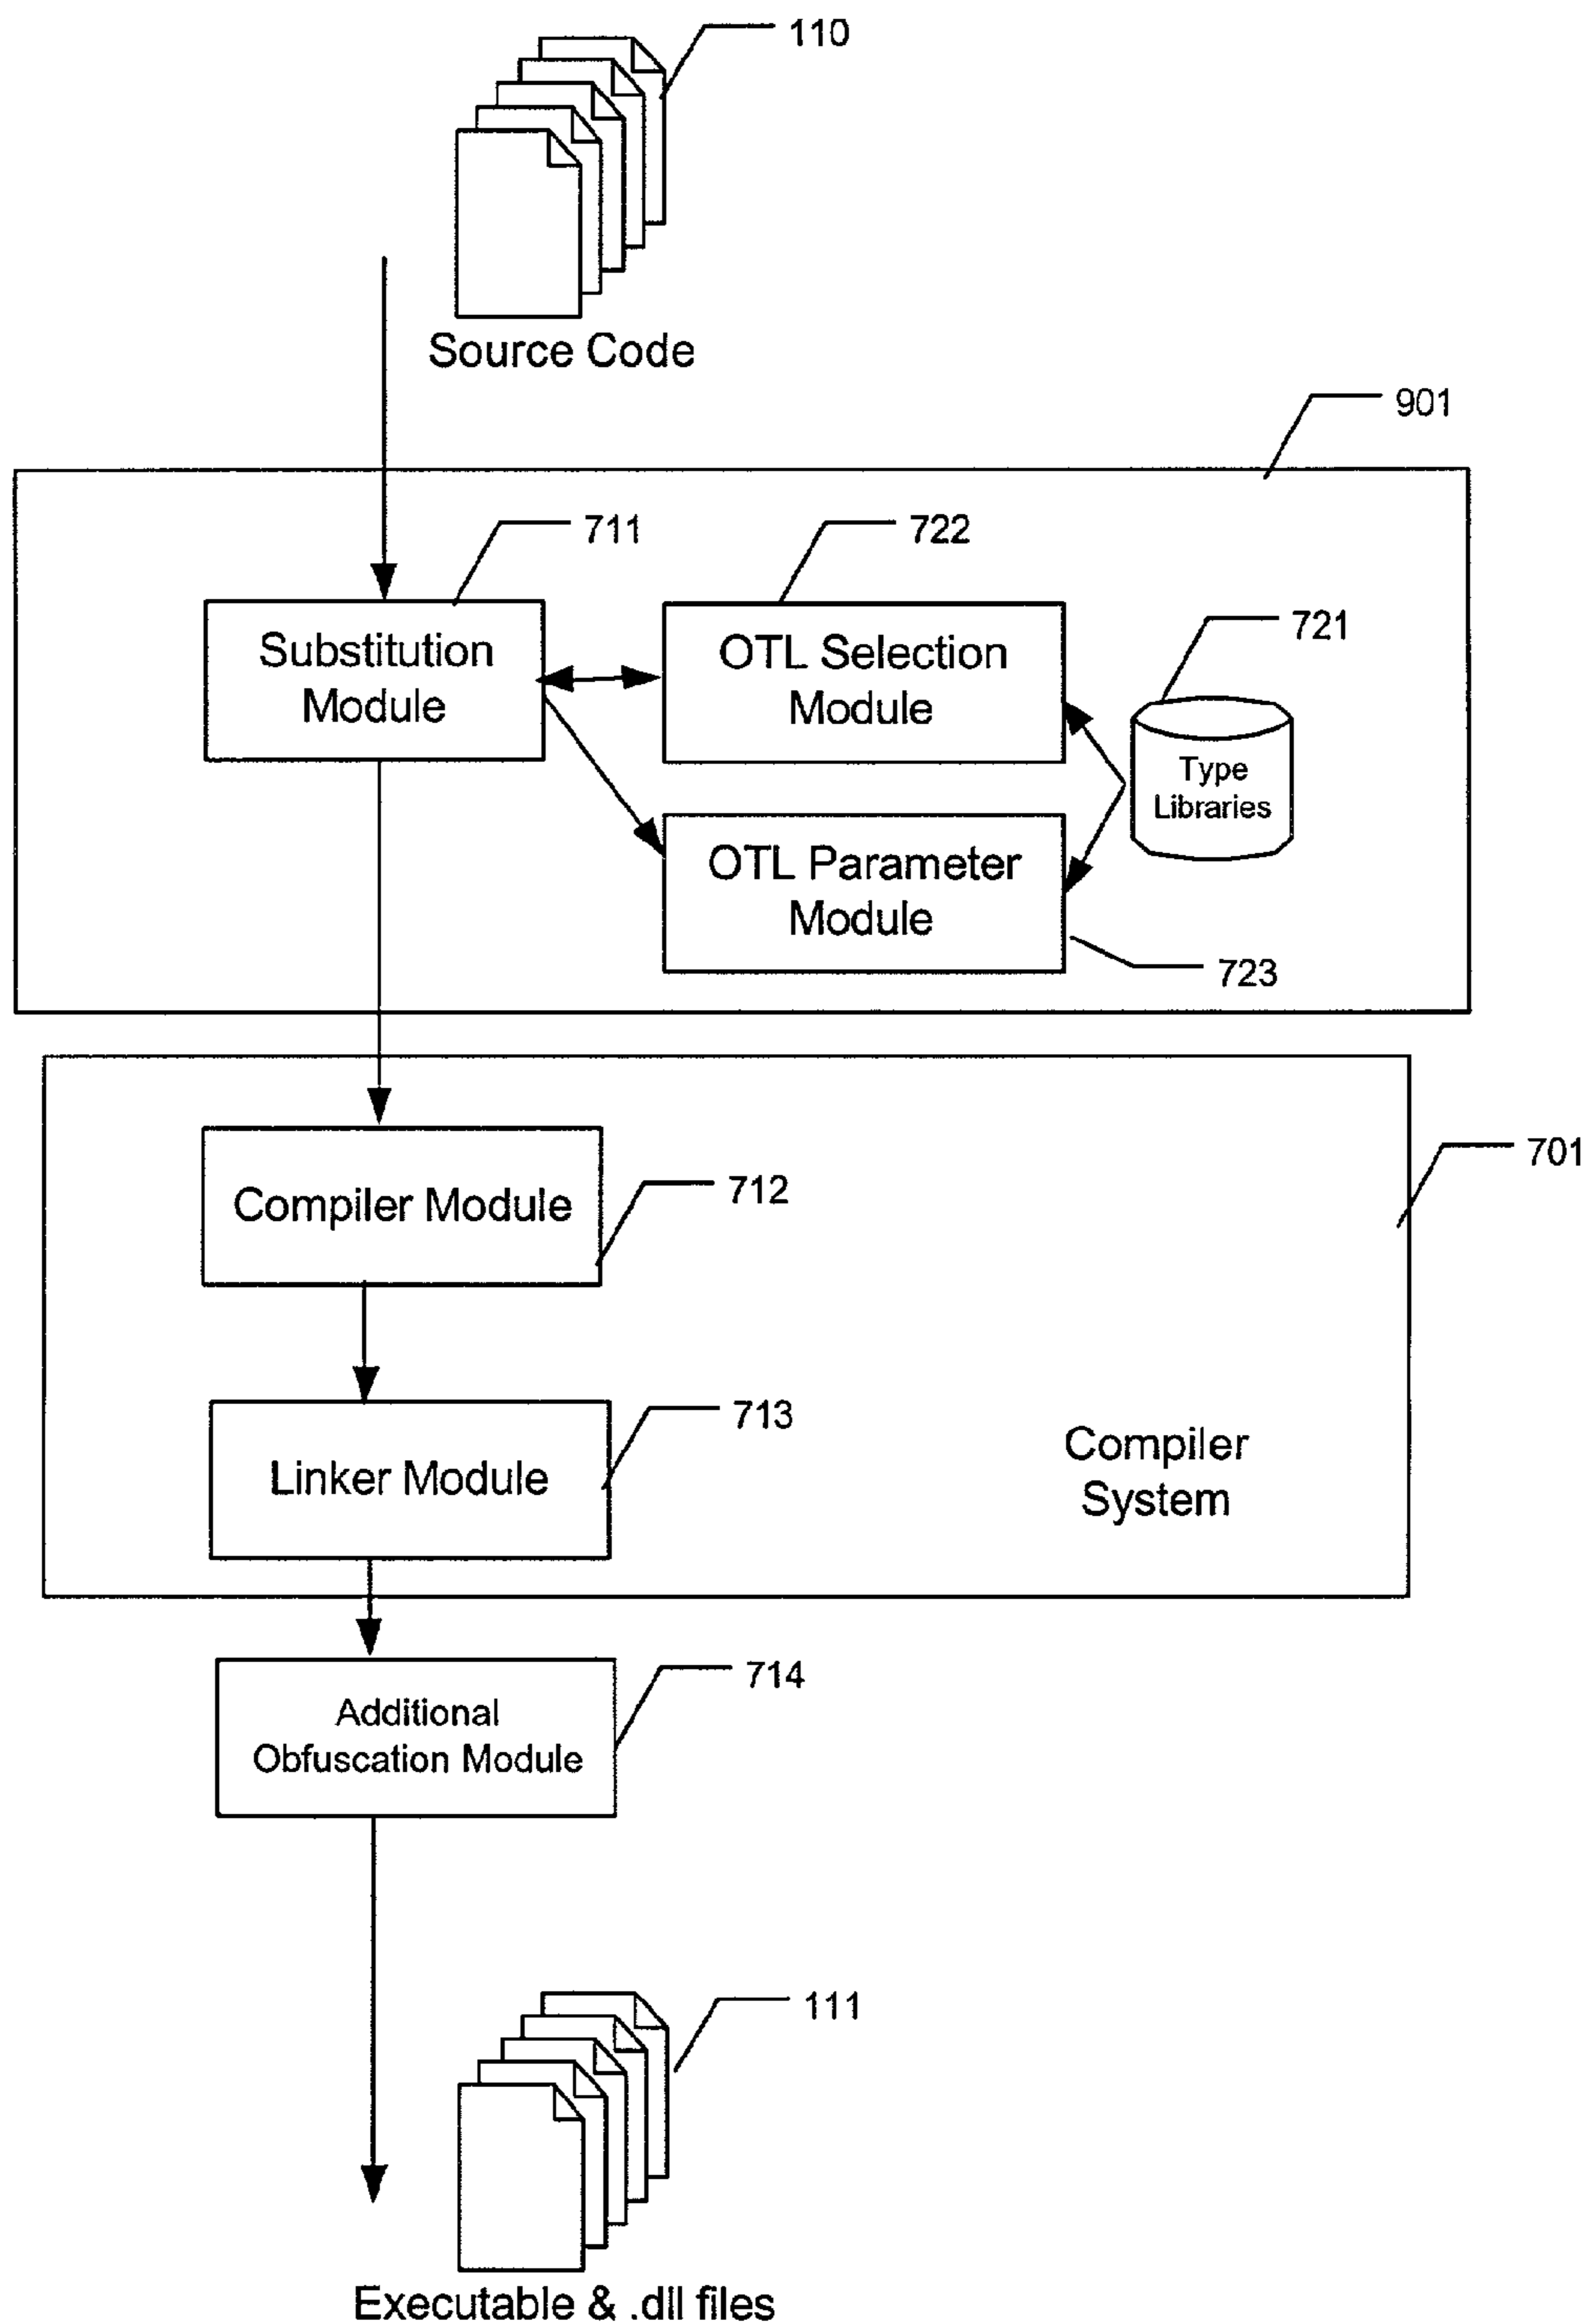 110
Source Code
901
711
722
Substitution
Module
OTL Selection
Module
721
Type
Libraries
OTL Parameter
Module
723
701
Compiler Module
712
Linker Module
713
Compiler
System
Additional
Obfuscation Module
714
111
Executable & .dll files